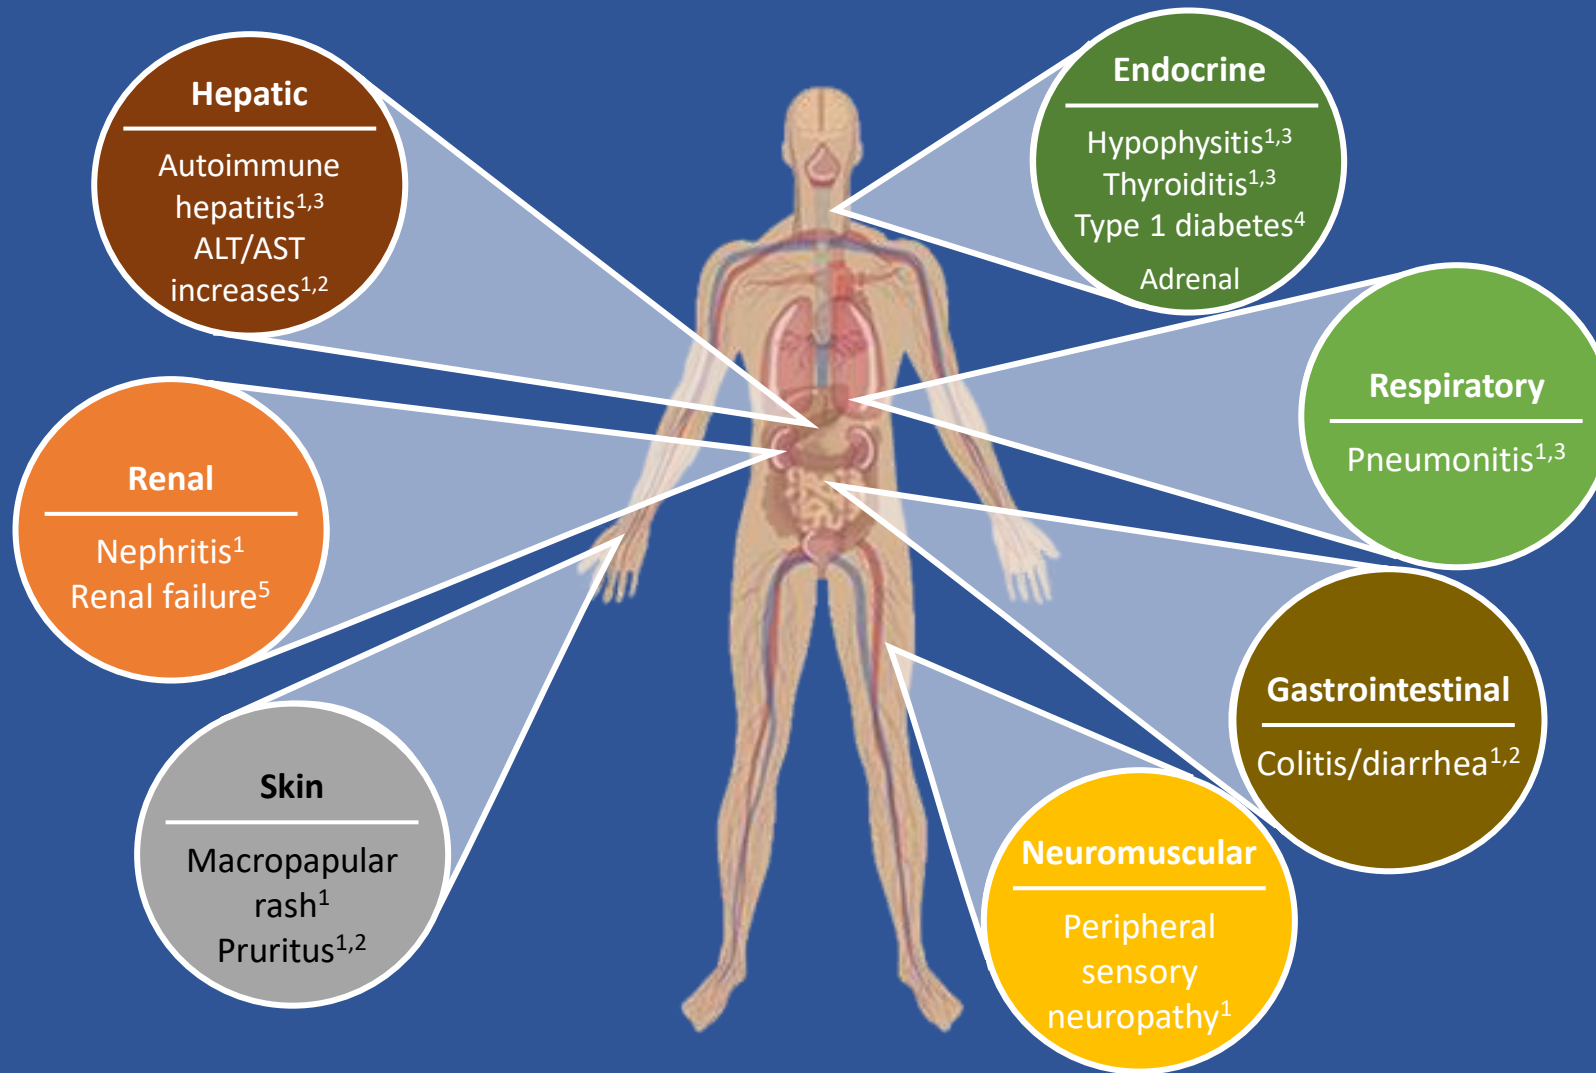 Hepatic
Autoimmune
hepatitis1,3
ALT/AST
increases1,2
Endocrine
Hypophysitis1,3
Thyroiditis1,3
Type 1 diabetes4
Adrenal
Respiratory
Pneumonitis1,3
Renal
Nephritis1
Renal failure5
Gastrointestinal
Colitis/diarrhea1,2
Skin
Macropapular
rash1
Pruritus1,2
Neuromuscular
Peripheral
sensory
neuropathy1